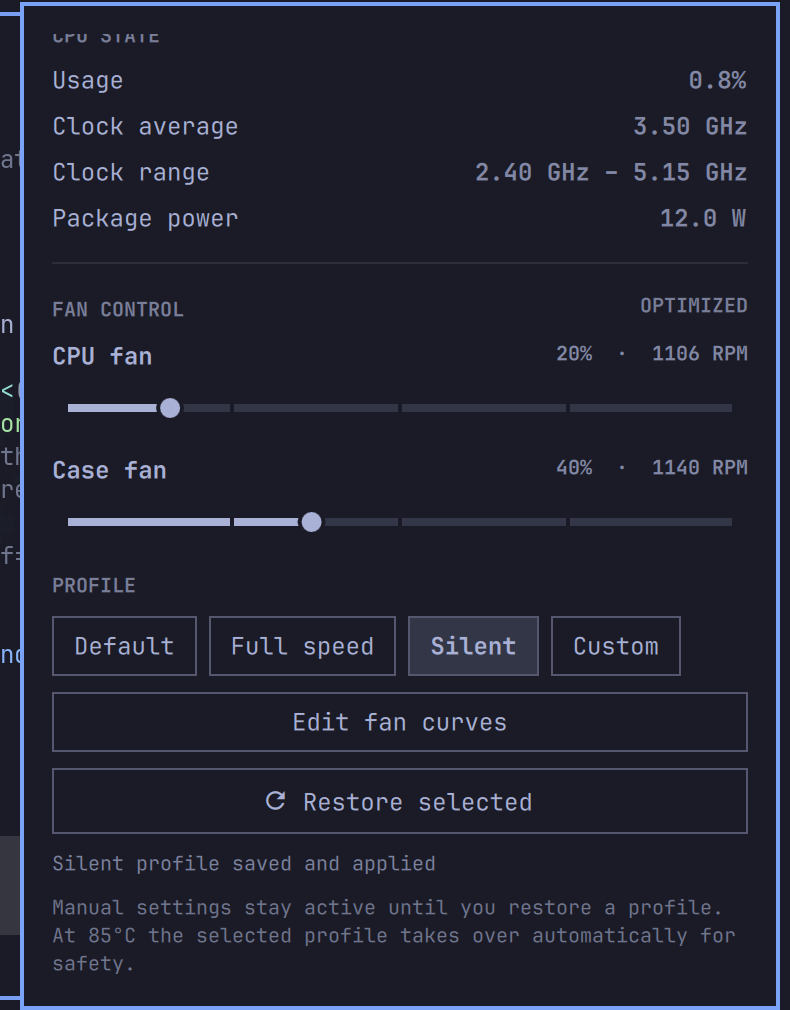 CPU STATE
Usage 0.8%
Clock average 3.50 GHz
Clock range 2.40 GHz – 5.15 GHz
Package power 12.0 W
FAN CONTROL OPTIMIZED
CPU fan 20% · 1106 RPM
Case fan 40% · 1140 RPM
PROFILE
Default Full speed Silent Custom
Edit fan curves
Restore selected
Silent profile saved and applied
Manual settings stay active until you restore a profile.
At 85°C the selected profile takes over automatically for
safety.